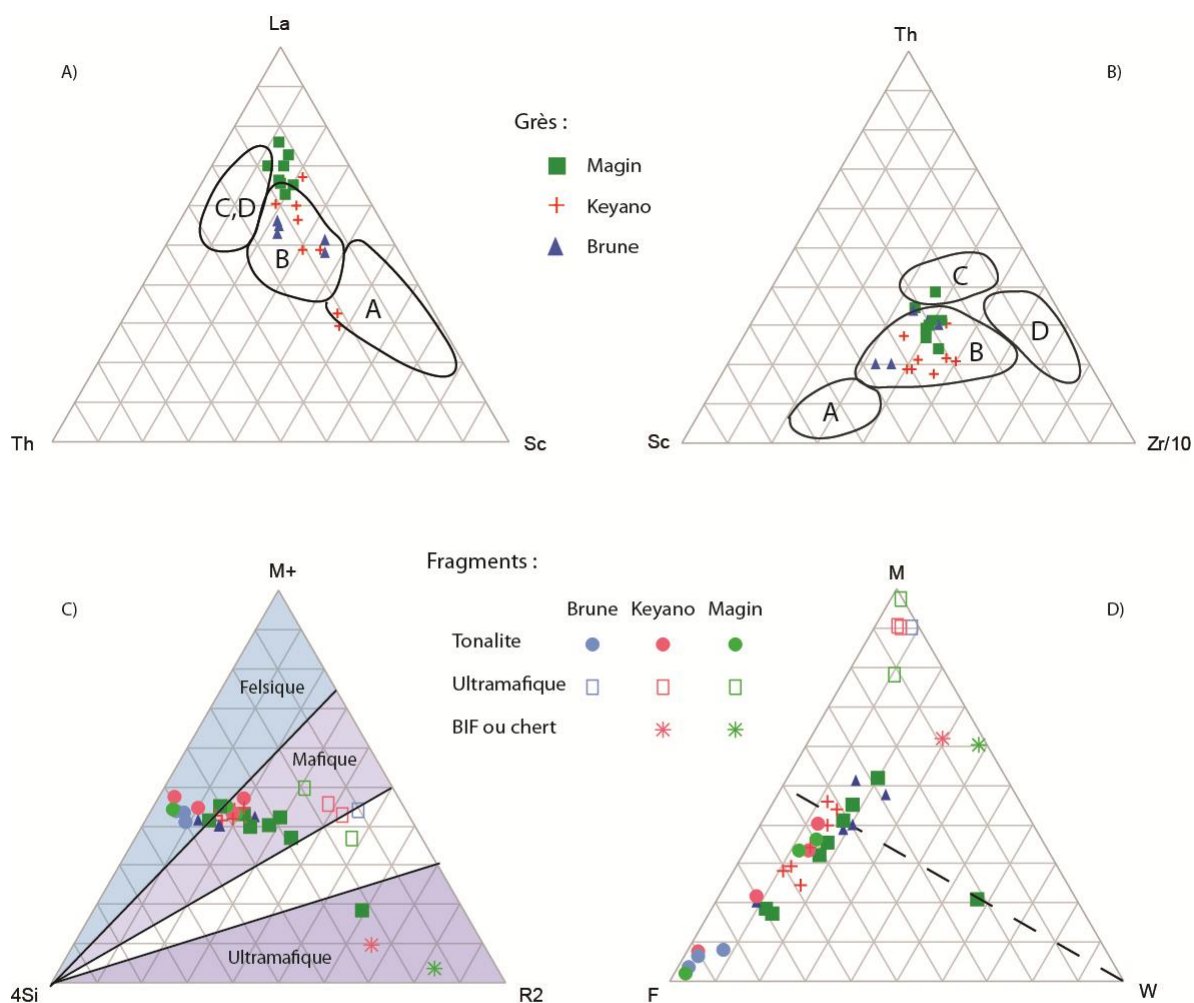 La
A)
C,D
B
A
Th
Sc
Grès :
Magin
Keyano
Brune
Th
B)
C
B
D
A
Sc
Zr/10
M+
C)
Felsique
Mafique
Ultramafique
4Si
R2
Fragments :
Brune Keyano Magin
Tonalite
Ultramafique
BIF ou chert
M
D)
F
W